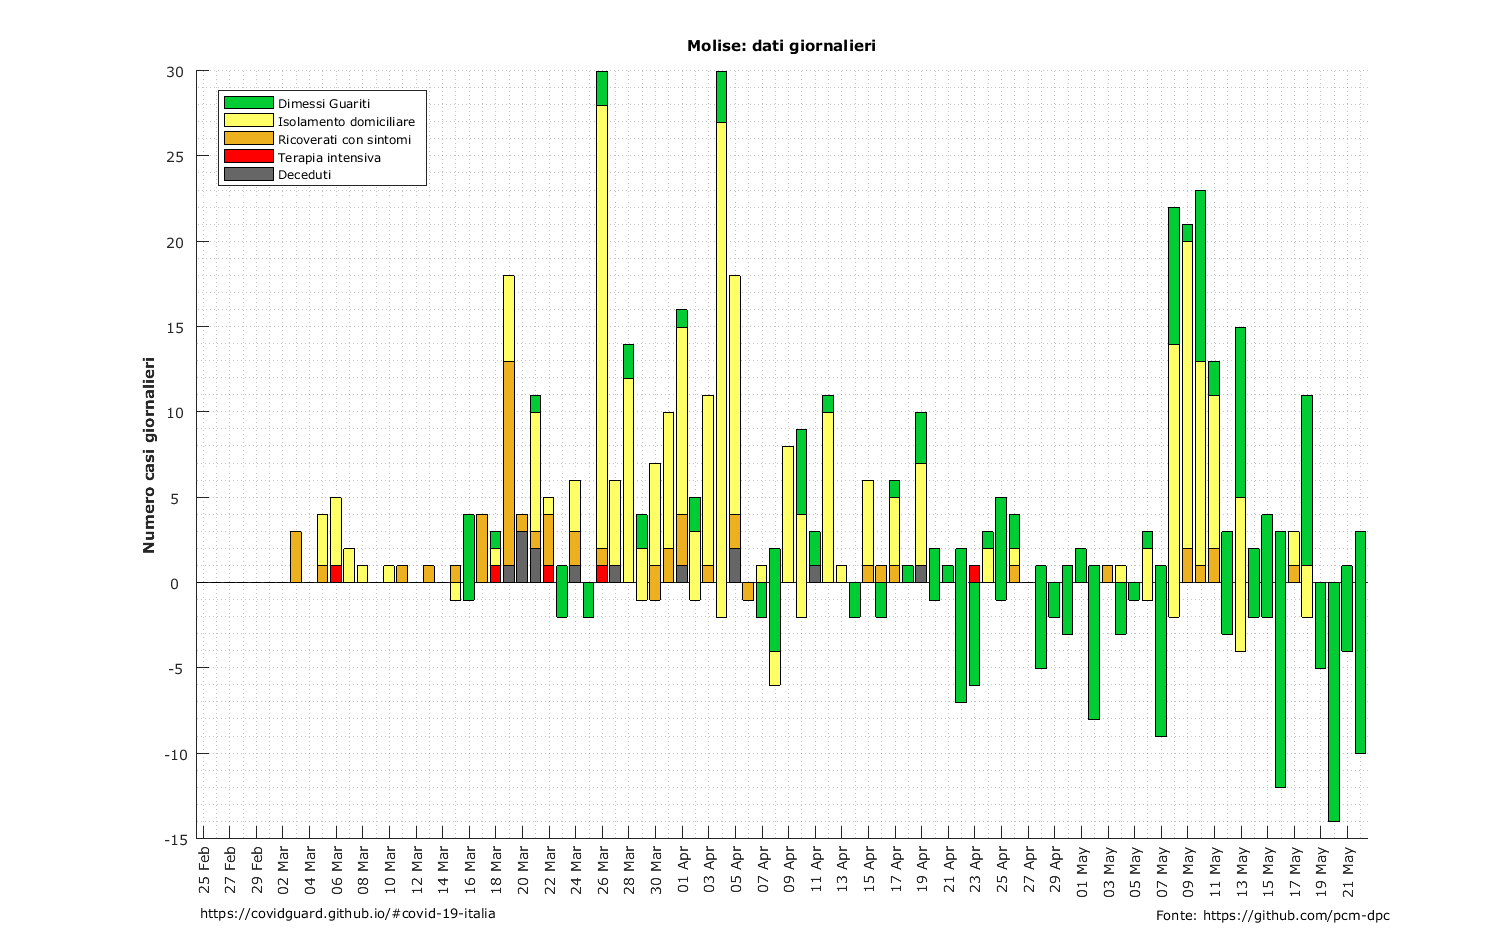 Molise: dati giornalieri
Numero casi giornalieri
30
25
20
15
10
5
0
-5
-10
-15
Dimessi Guariti
Isolamento domiciliare
Ricoverati con sintomi
Terapia intensiva
Deceduti
25 Feb
27 Feb
29 Feb
02 Mar
04 Mar
06 Mar
08 Mar
10 Mar
12 Mar
14 Mar
16 Mar
18 Mar
20 Mar
22 Mar
24 Mar
26 Mar
28 Mar
30 Mar
01 Apr
03 Apr
05 Apr
07 Apr
09 Apr
11 Apr
13 Apr
15 Apr
17 Apr
19 Apr
21 Apr
23 Apr
25 Apr
27 Apr
29 Apr
01 May
03 May
05 May
07 May
09 May
11 May
13 May
15 May
17 May
19 May
21 May
https://covidguard.github.io/#covid-19-italia
Fonte: https://github.com/pcm-dpc